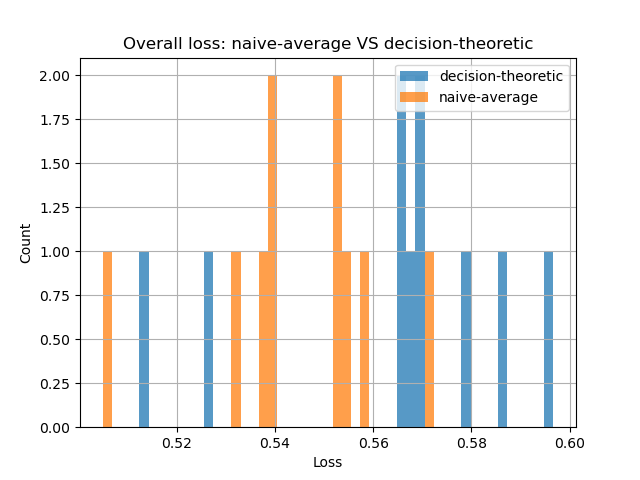 Overall loss: naive-average VS decision-theoretic
decision-theoretic
naive-average
2.00
1.75
1.50
1.25
1.00
0.75
0.50
0.25
0.00
Count
0.52 0.54 0.56 0.58 0.60
Loss